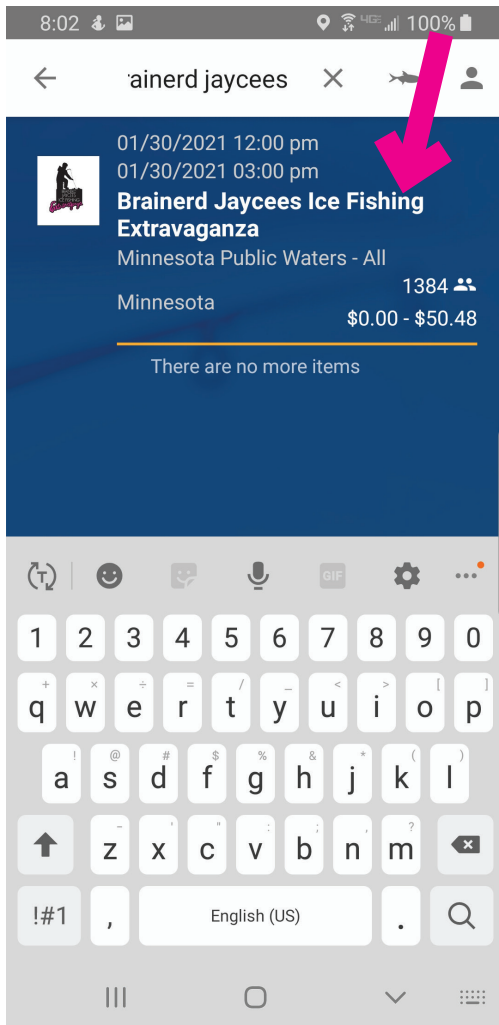 8:02 4GE 100%
ainerd jaycees
01/30/2021 12:00 pm
01/30/2021 03:00 pm
Brainerd Jaycees Ice Fishing
Extravaganza
Minnesota Public Waters - All
1384
Minnesota
$0.00 - $50.48
There are no more items
T GIF
1 2 3 4 5 6 7 8 9 0
+ × ÷ = / _ < > [ ]
q w e r t y u i o p
! @ # $ % & * ( )
a s d f g h j k l
- ' " : ; , ?
z x c v b n m
!#1 , English (US) .